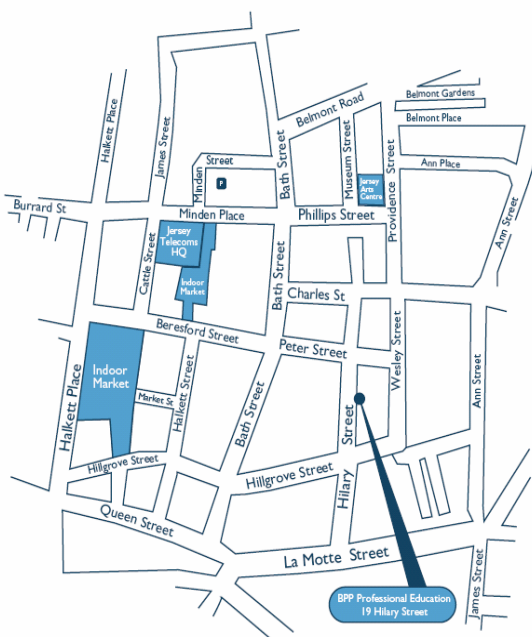 Belmont Gardens
Belmont Road
Belmont Place
Halkett Place
James Street
Bath Street
Museum Street
Providence Street
Street
Minden
P
Ann Place
Jersey
Arts
Centre
Burrard St
Minden Place
Phillips Street
Ann Street
Jersey
Telecoms
HQ
Cattle Street
Indoor
Market
Bath Street
Charles St
Beresford Street
Peter Street
Wesley Street
Indoor
Market
Halkett Place
Market St
Halkett Street
Bath Street
Ann Street
Hilary Street
Hillgrove Street
Hillgrove Street
Queen Street
La Motte Street
James Street
BPP Professional Education
19 Hilary Street